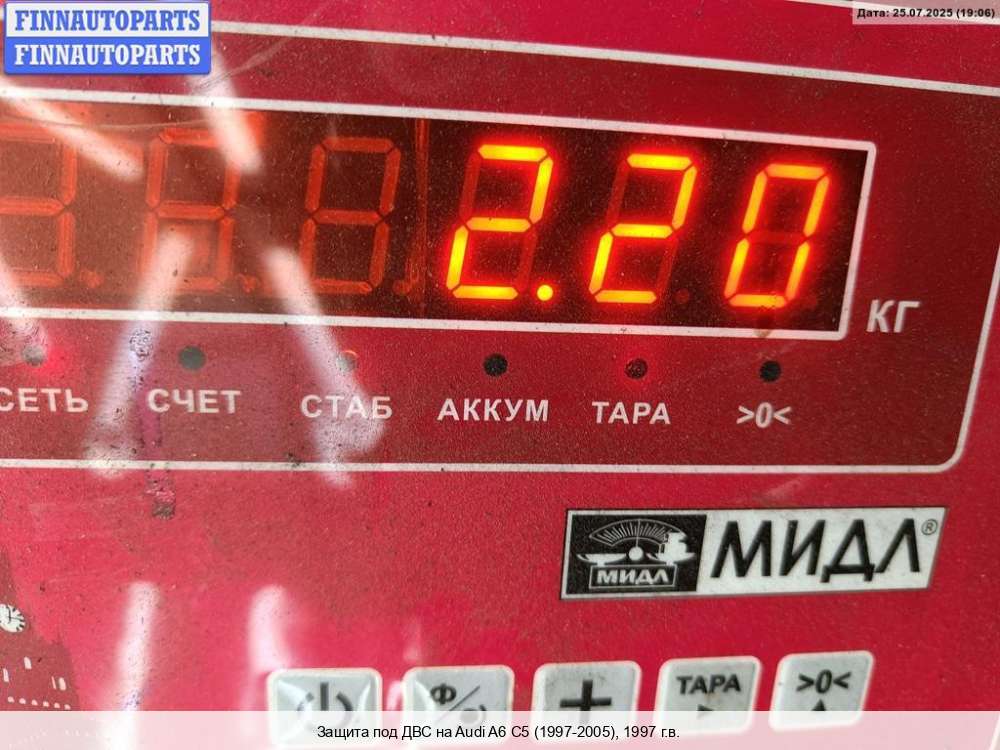 FINNAUTOPARTS
FINNAUTOPARTS
Дата: 25.07.2025 (19:06)
2.20
КГ
СЕТЬ СЧЕТ СТАБ АККУМ ТАРА >0<
МИДЛ МИДЛ®
Ф/% + ТАРА >0<
Защита под ДВС на Audi A6 C5 (1997-2005), 1997 г.в.